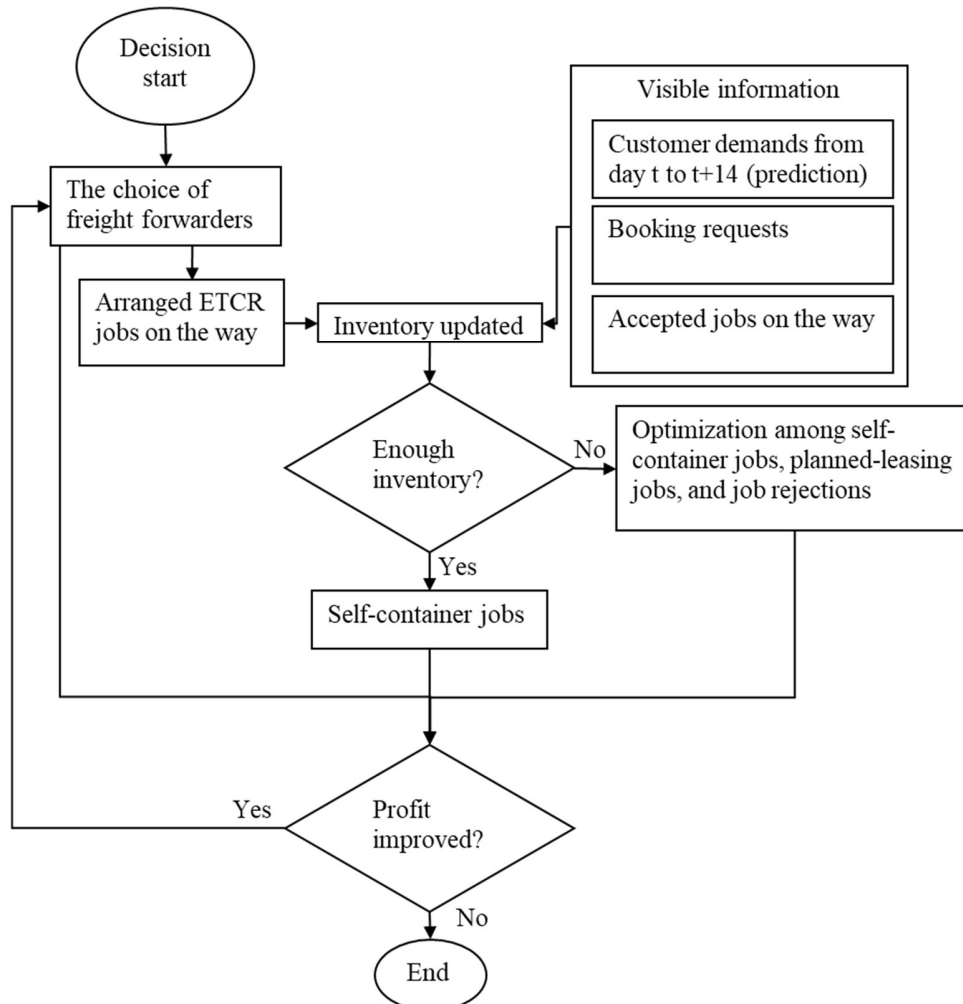 Decision
start
Visible information
Customer demands from
day t to t+14 (prediction)
The choice of
freight forwarders
Booking requests
Arranged ETCR
jobs on the way
Inventory updated
Accepted jobs on the way
Enough
inventory?
No
Optimization among self-
container jobs, planned-leasing
jobs, and job rejections
Yes
Self-container jobs
Yes
Profit
improved?
No
End